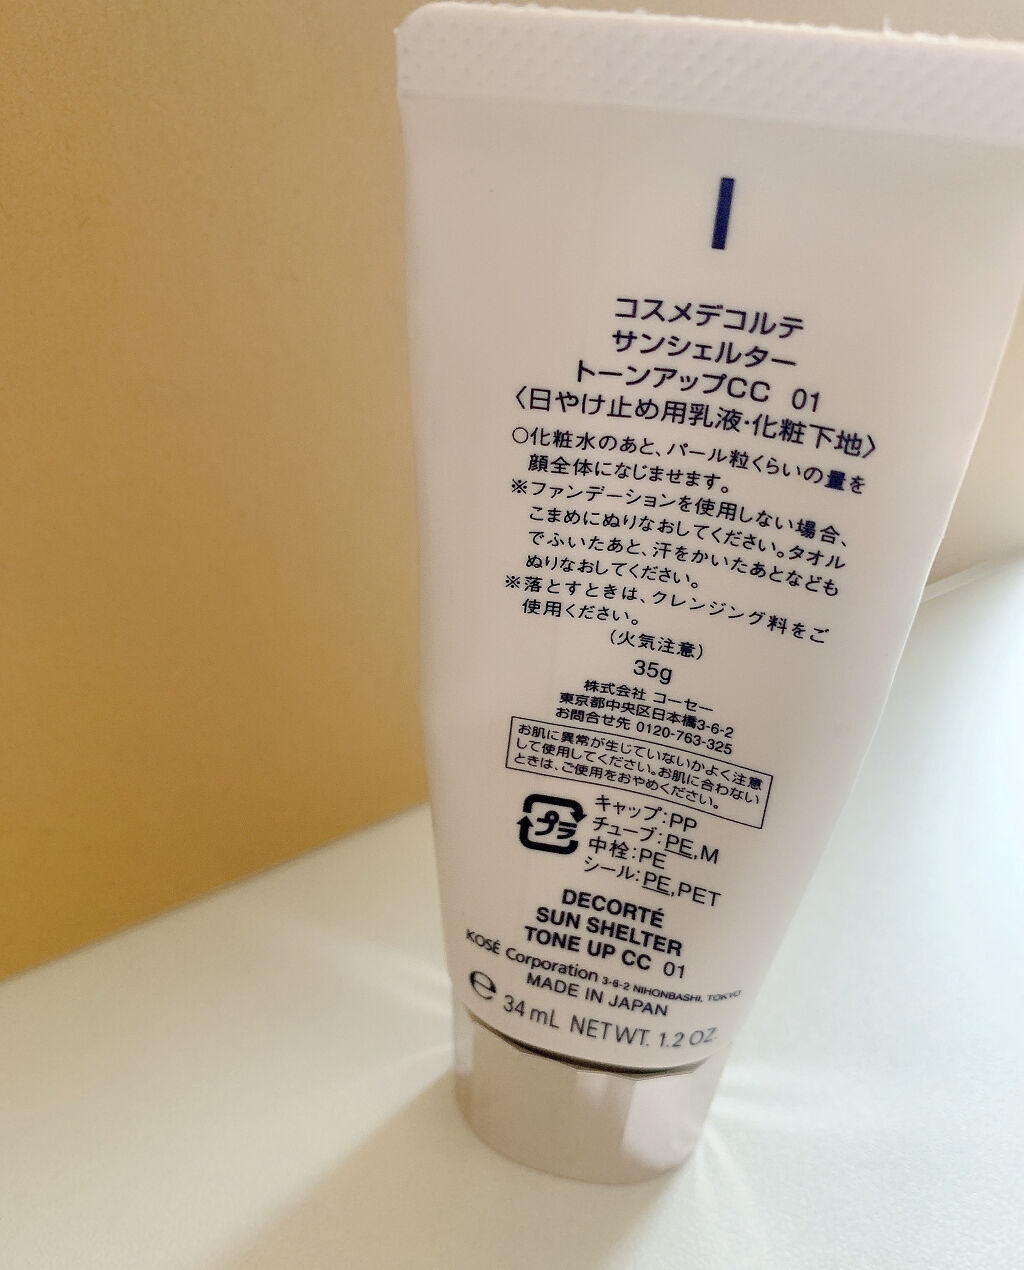 コスメデコルテ
サンシェルター
トーンアップCC 01
〈日やけ止め用乳液・化粧下地〉
○化粧水のあと、パール粒くらいの量を
顔全体になじませます。
※ファンデーションを使用しない場合、
こまめにぬりなおしてください。タオル
でふいたあと、汗をかいたあとなども
ぬりなおしてください。
※落とすときは、クレンジング料をご
使用ください。
(火気注意)
35g
株式会社 コーセー
東京都中央区日本橋3-6-2
お問合せ先 0120-763-325
お肌に異常が生じていないかよく注意
して使用してください。お肌に合わない
ときは、ご使用をおやめください。
プラ
キャップ:PP
チューブ:PE,M
中栓:PE
シール:PE,PET
DECORTÉ
SUN SHELTER
TONE UP CC 01
KOSÉ Corporation 3-6-2 NIHONBASHI, TOKYO
MADE IN JAPAN
℮ 34 mL NET WT. 1.2 OZ.